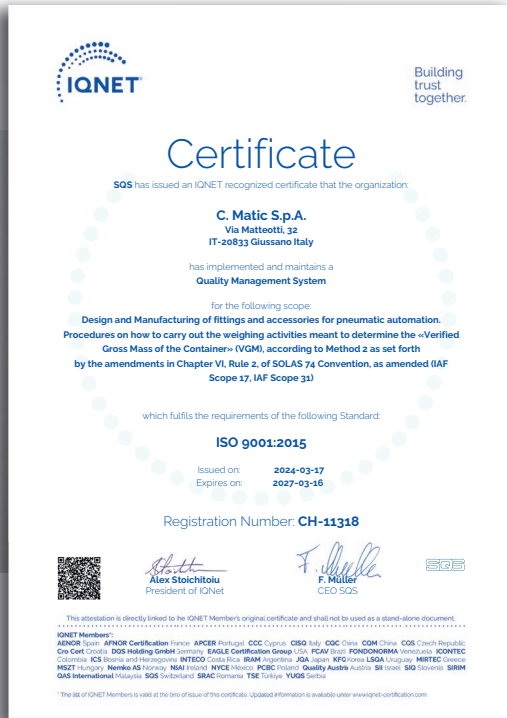 IQNET
Building
trust
together.
Certificate
SQS has issued an IQNET recognized certificate that the organization:
C. Matic S.p.A.
Via Matteotti, 32
IT-20833 Giussano Italy
has implemented and maintains a
Quality Management System
for the following scope:
Design and Manufacturing of fittings and accessories for pneumatic automation.
Procedures on how to carry out the weighing activities meant to determine the «Verified
Gross Mass of the Container» (VGM), according to Method 2 as set forth
by the amendments in Chapter VI, Rule 2, of SOLAS 74 Convention, as amended (IAF
Scope 17, IAF Scope 31)
which fulfils the requirements of the following Standard:
ISO 9001:2015
Issued on: 2024-03-17
Expires on: 2027-03-16
Registration Number: CH-11318
Alex Stoichitoiu
President of IQNet
F. Müller
CEO SQS
SQS
This attestation is directly linked to the IQNET Member's original certificate and shall not be used as a stand-alone document.
IQNET Members*:
AENOR Spain AFNOR Certification France APCER Portugal CCC Cyprus CISQ Italy CQC China CQM China CQS Czech Republic
Cro Cert Croatia DQS Holding GmbH Germany EAGLE Certification Group USA FCAV Brazil FONDONORMA Venezuela ICONTEC
Colombia ICS Bosnia and Herzegovina INTECO Costa Rica IRAM Argentina JQA Japan KFQ Korea LSQA Uruguay MIRTEC Greece
MSZT Hungary Nemko AS Norway NSAI Ireland NYCE México PCBC Poland Quality Austria Austria SII Israel SIQ Slovenia SIRIM
QAS International Malaysia SQS Switzerland SRAC Romania TSE Türkiye YUQS Serbia
* The list of IQNET Members is valid at the time of issue of this certificate. Updated information is available under www.iqnet-certification.com